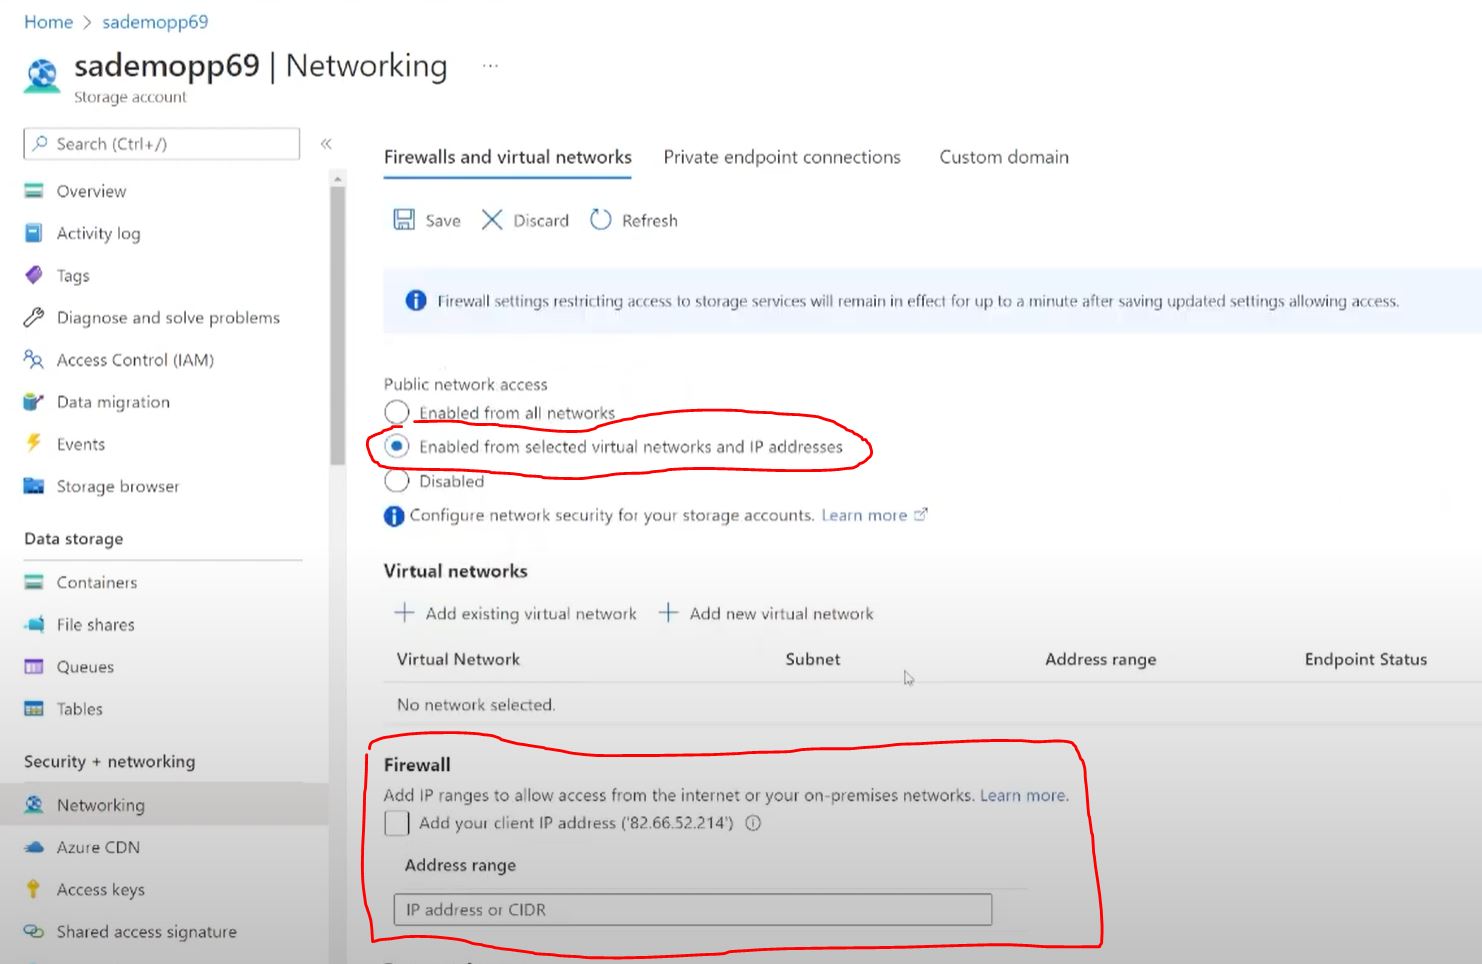 Home > sademopp69
sademopp69 | Networking ...
Storage account
Search (Ctrl+/)
«
Overview
Activity log
Tags
Diagnose and solve problems
Access Control (IAM)
Data migration
Events
Storage browser
Data storage
Containers
File shares
Queues
Tables
Security + networking
Networking
Azure CDN
Access keys
Shared access signature
Firewalls and virtual networks Private endpoint connections Custom domain
Save Discard Refresh
Firewall settings restricting access to storage services will remain in effect for up to a minute after saving updated settings allowing access.
Public network access
Enabled from all networks
Enabled from selected virtual networks and IP addresses
Disabled
Configure network security for your storage accounts. Learn more
Virtual networks
+ Add existing virtual network + Add new virtual network
Virtual Network Subnet Address range Endpoint Status
No network selected.
Firewall
Add IP ranges to allow access from the internet or your on-premises networks. Learn more.
Add your client IP address ('82.66.52.214')
Address range
IP address or CIDR